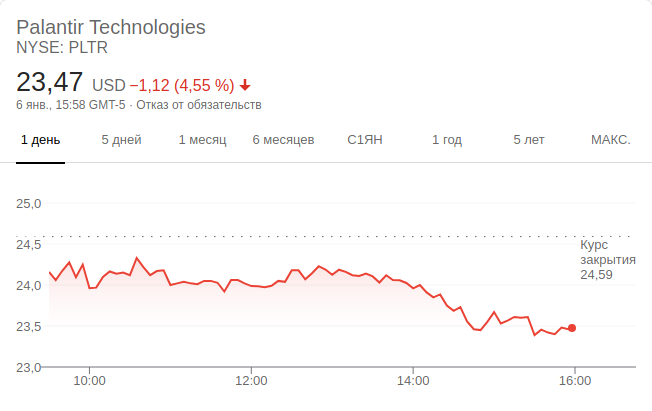 Palantir Technologies
NYSE: PLTR
23,47 USD −1,12 (4,55 %)
6 янв., 15:58 GMT-5 · Отказ от обязательств
1 день 5 дней 1 месяц 6 месяцев С1ЯН 1 год 5 лет МАКС.
25,0
24,5
Курс
закрытия
24,59
24,0
23,5
23,0
10:00 12:00 14:00 16:00